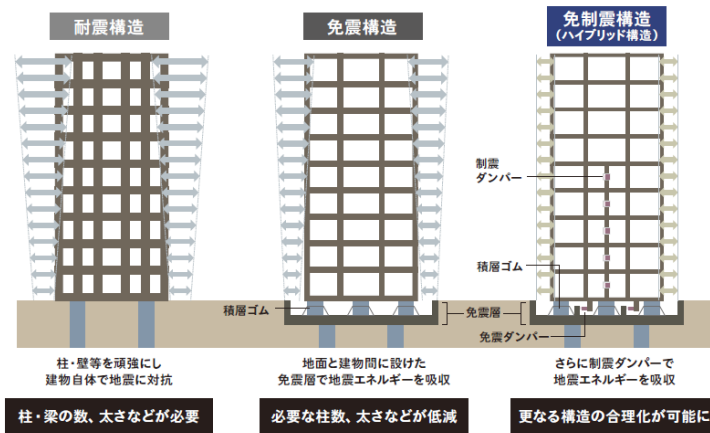 耐震構造
免震構造
免制震構造
(ハイブリッド構造)
制震
ダンパー
積層ゴム
積層ゴム
免震層
免震ダンパー
柱・壁等を頑強にし
建物自体で地震に対抗
地面と建物間に設けた
免震層で地震エネルギーを吸収
さらに制震ダンパーで
地震エネルギーを吸収
柱・梁の数、太さなどが必要
必要な柱数、太さなどが低減
更なる構造の合理化が可能に